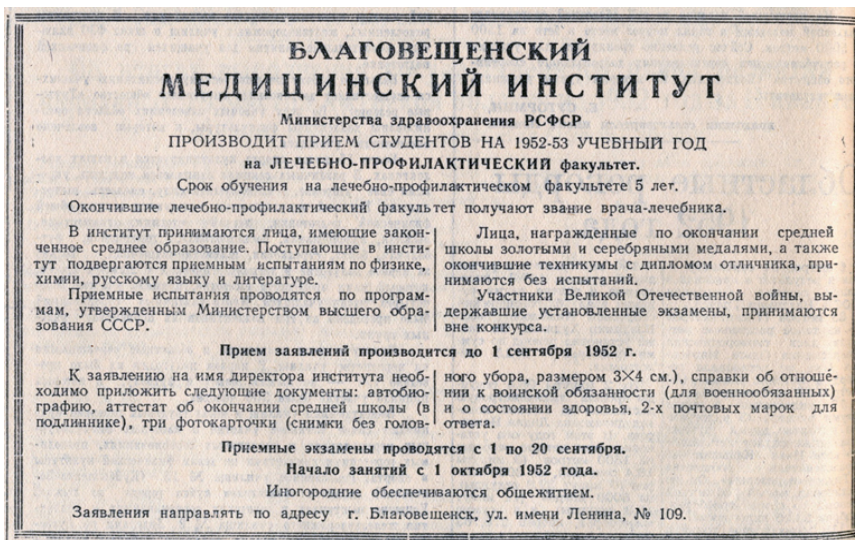 БЛАГОВЕЩЕНСКИЙ
МЕДИЦИНСКИЙ ИНСТИТУТ
Министерства здравоохранения РСФСР
ПРОИЗВОДИТ ПРИЕМ СТУДЕНТОВ НА 1952-53 УЧЕБНЫЙ ГОД
на ЛЕЧЕБНО-ПРОФИЛАКТИЧЕСКИЙ факультет.
Срок обучения на лечебно-профилактическом факультете 5 лет.
Окончившие лечебно-профилактический факультет получают звание врача-лечебника.
В институт принимаются лица, имеющие закон-
ченное среднее образование. Поступающие в инсти-
тут подвергаются приемным испытаниям по физике,
химии, русскому языку и литературе.
Приемные испытания проводятся по програм-
мам, утвержденным Министерством высшего обра-
зования СССР.
Лица, награжденные по окончании средней
школы золотыми и серебряными медалями, а также
окончившие техникумы с дипломом отличника, при-
нимаются без испытаний.
Участники Великой Отечественной войны, вы-
державшие установленные экзамены, принимаются
вне конкурса.
Прием заявлений производится до 1 сентября 1952 г.
К заявлению на имя директора института необ-
ходимо приложить следующие документы: автобио-
графию, аттестат об окончании средней школы (в
подлиннике), три фотокарточки (снимки без голов-
ного убора, размером 3×4 см.), справки об отноше-
нии к воинской обязанности (для военнообязанных)
и о состоянии здоровья, 2-х почтовых марок для
ответа.
Приемные экзамены проводятся с 1 по 20 сентября.
Начало занятий с 1 октября 1952 года.
Иногородние обеспечиваются общежитием.
Заявления направлять по адресу г. Благовещенск, ул. имени Ленина, № 109.